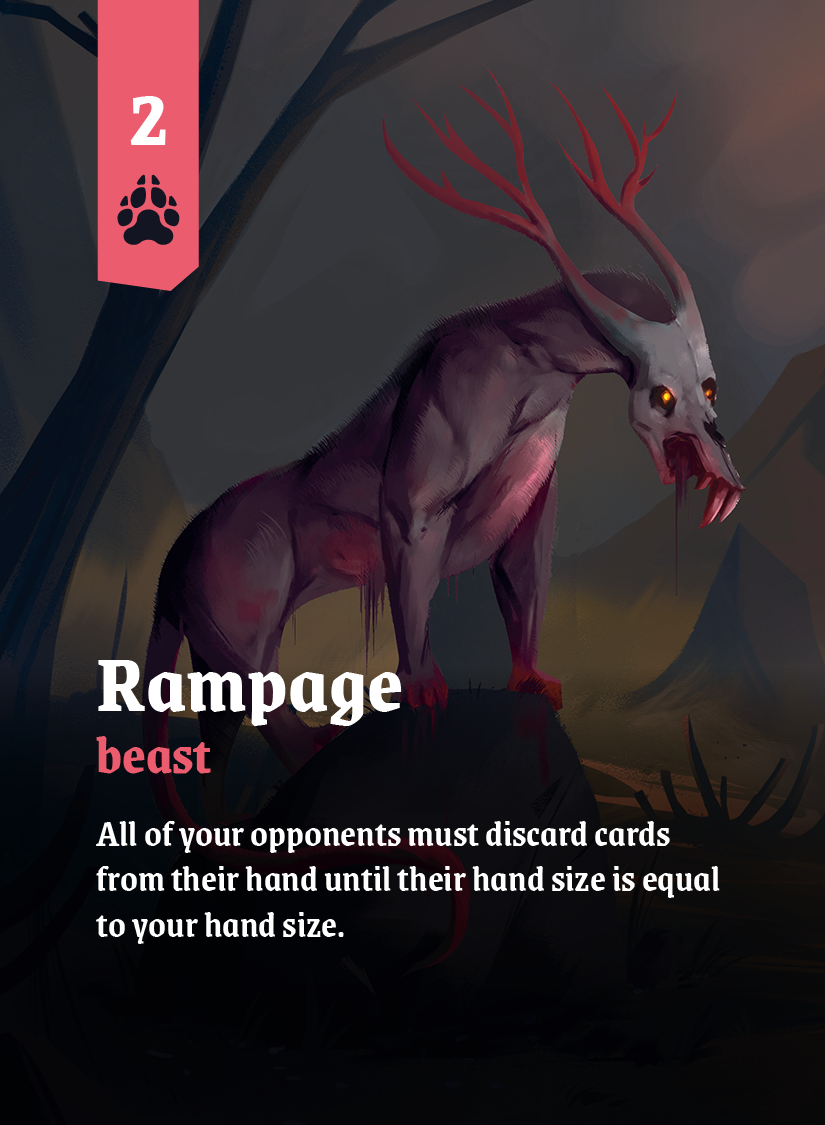 2
Rampage
beast
All of your opponents must discard cards
from their hand until their hand size is equal
to your hand size.